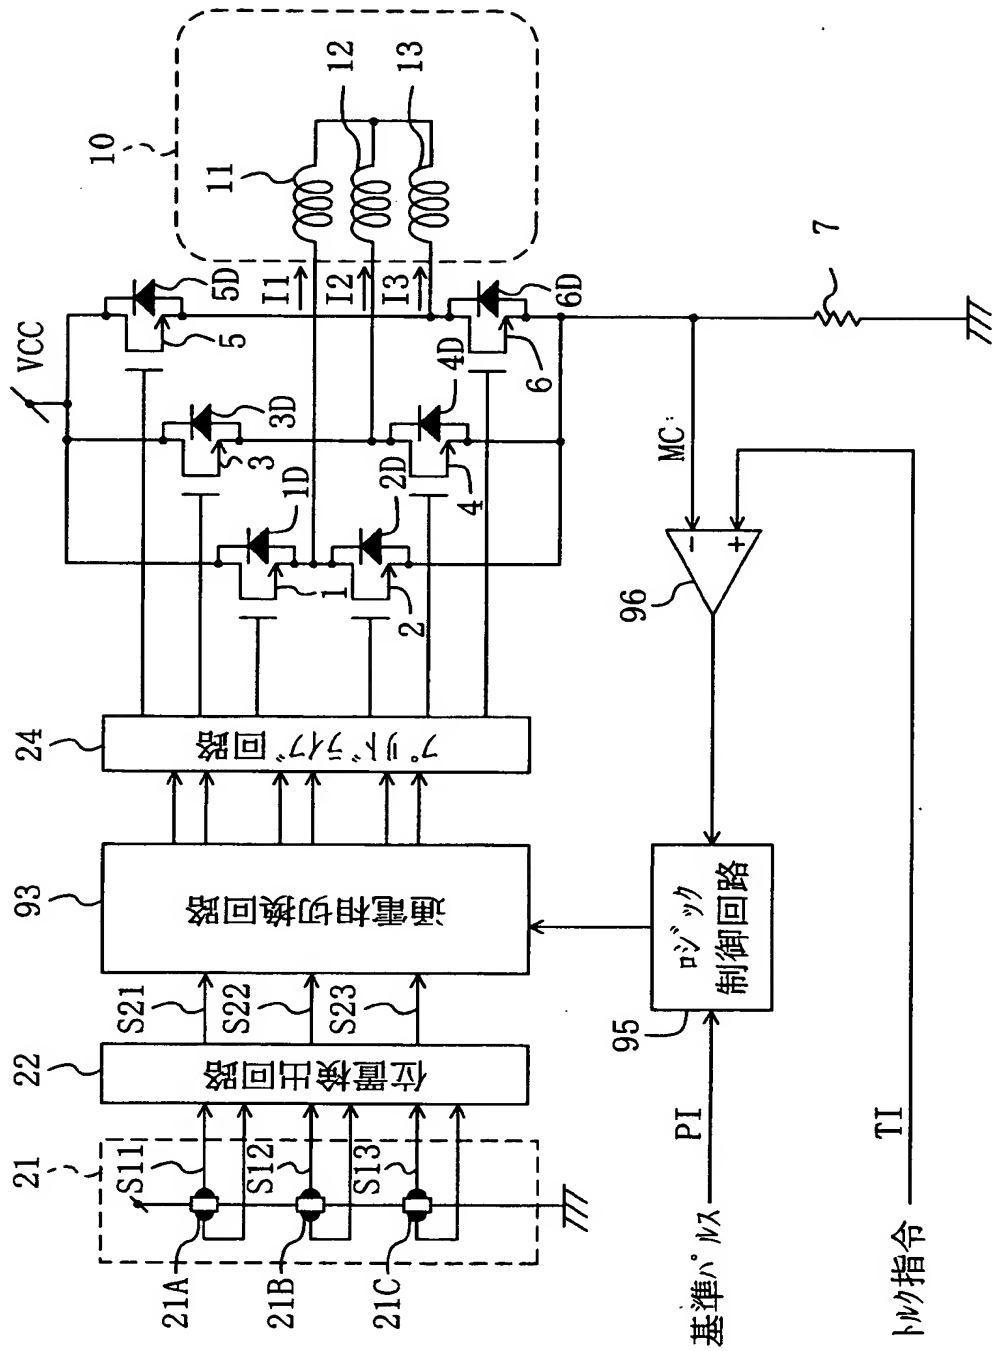 10
11
12
13
VCC
5D
3D
1D
5
3
1
I1
I2
I3
6D
4D
2D
6
4
2
7
MC
96
24
プリドライブ回路
93
通電相切換回路
S21
S22
S23
22
位置検出回路
21
S11
S12
S13
21A
21B
21C
95
ロジック
制御回路
PI
基準パルス
TI
トルク指令
-
+